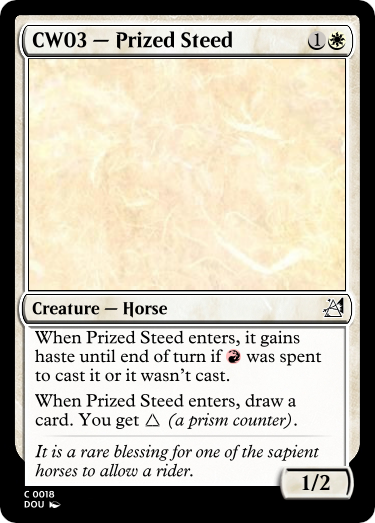 CW03 — Prized Steed
1
Creature — Horse
When Prized Steed enters, it gains
haste until end of turn if was spent
to cast it or it wasn't cast.
When Prized Steed enters, draw a
card. You get △ (a prism counter).
It is a rare blessing for one of the sapient
horses to allow a rider.
1/2
C 0018
DOU